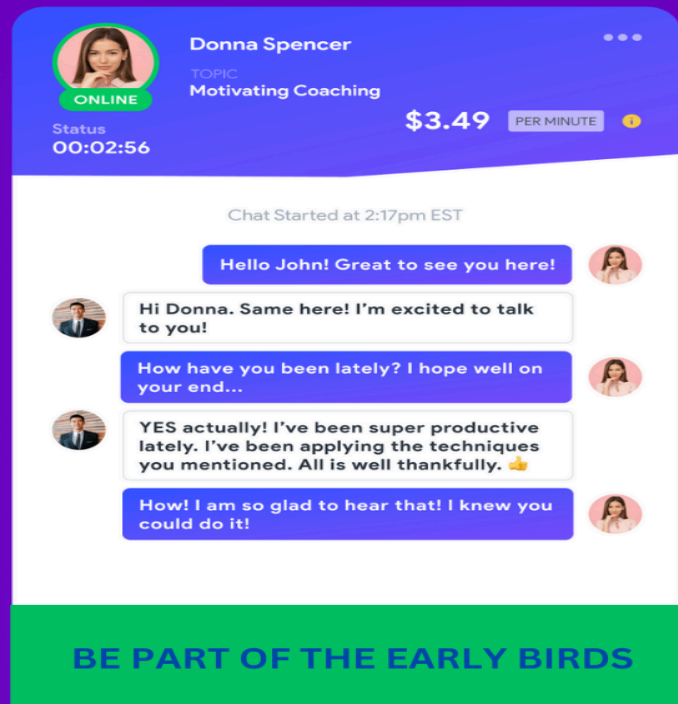 Donna Spencer
TOPIC
Motivating Coaching
ONLINE
Status
00:02:56
$3.49 PER MINUTE i
Chat Started at 2:17pm EST
Hello John! Great to see you here!
Hi Donna. Same here! I'm excited to talk
to you!
How have you been lately? I hope well on
your end...
YES actually! I've been super productive
lately. I've been applying the techniques
you mentioned. All is well thankfully. 👍
How! I am so glad to hear that! I knew you
could do it!
BE PART OF THE EARLY BIRDS